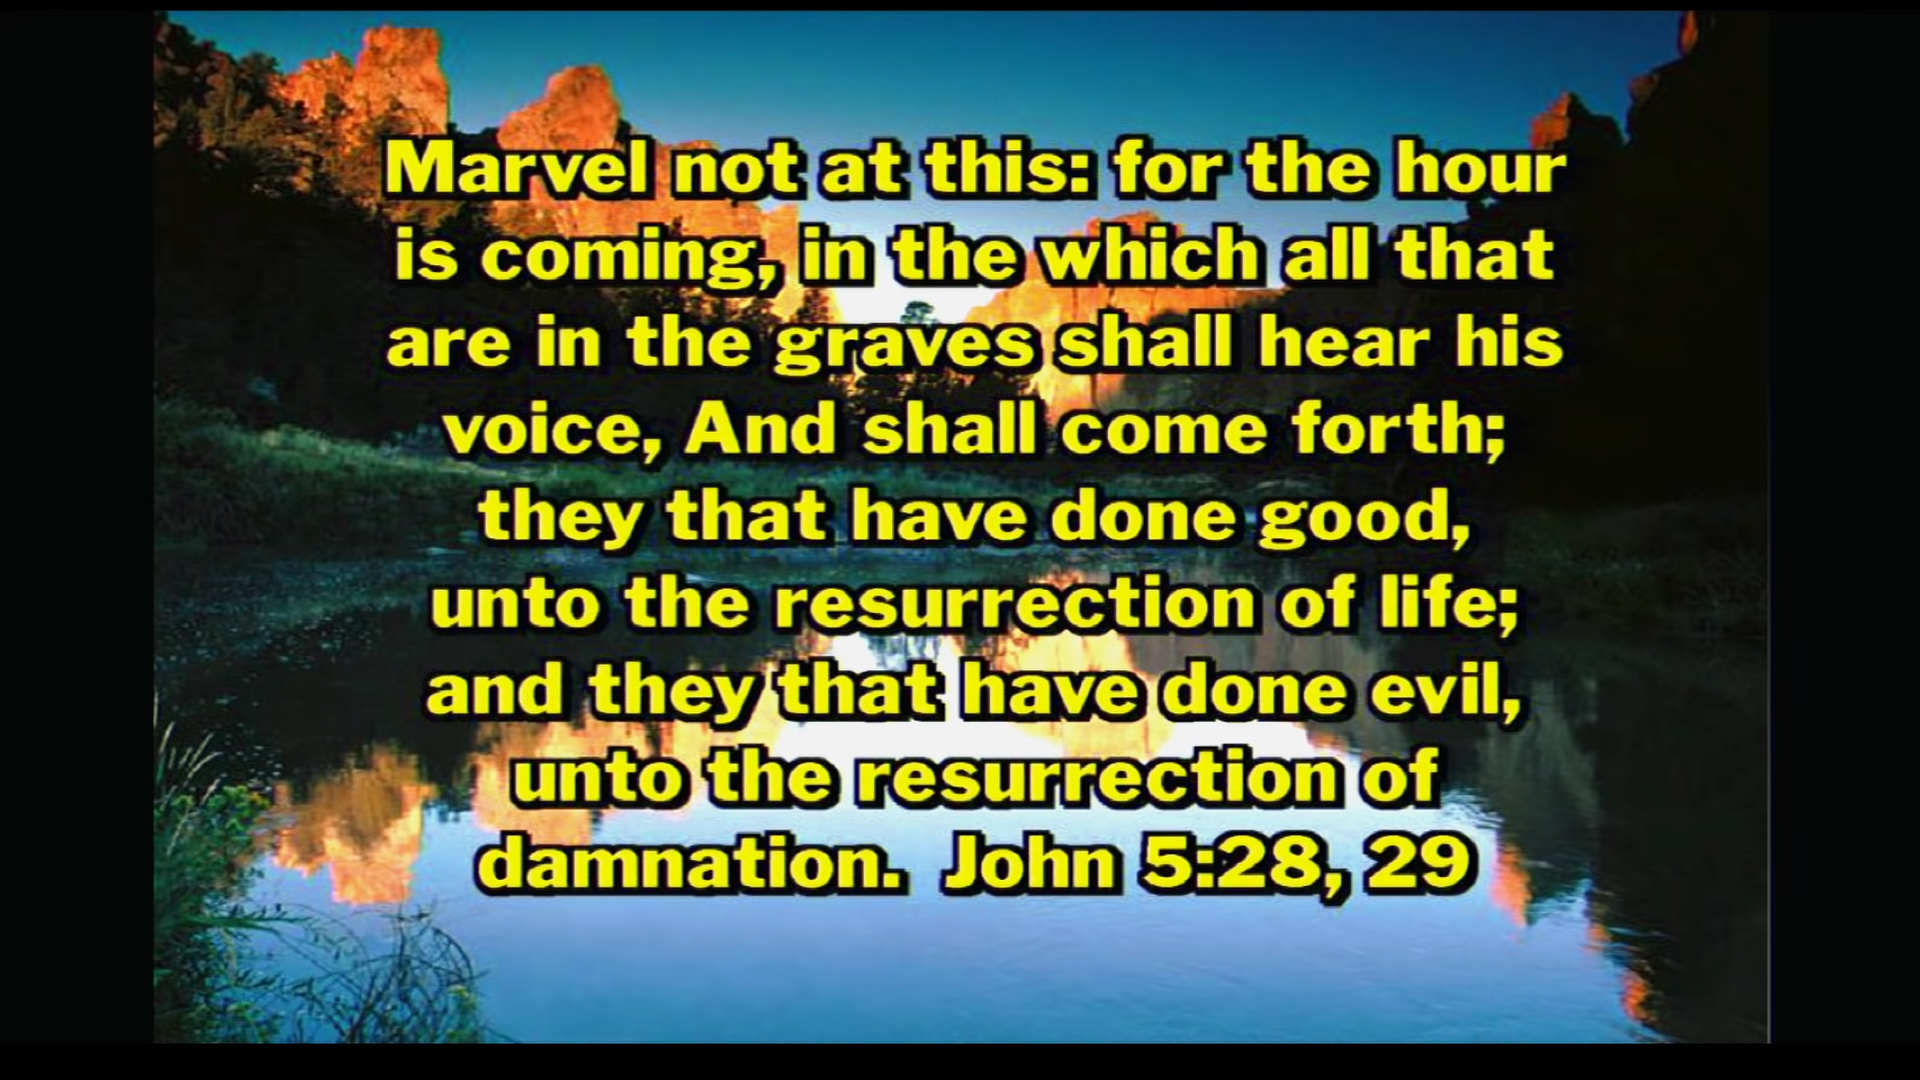 Marvel not at this: for the hour
is coming, in the which all that
are in the graves shall hear his
voice, And shall come forth;
they that have done good,
unto the resurrection of life;
and they that have done evil,
unto the resurrection of
damnation.  John 5:28, 29